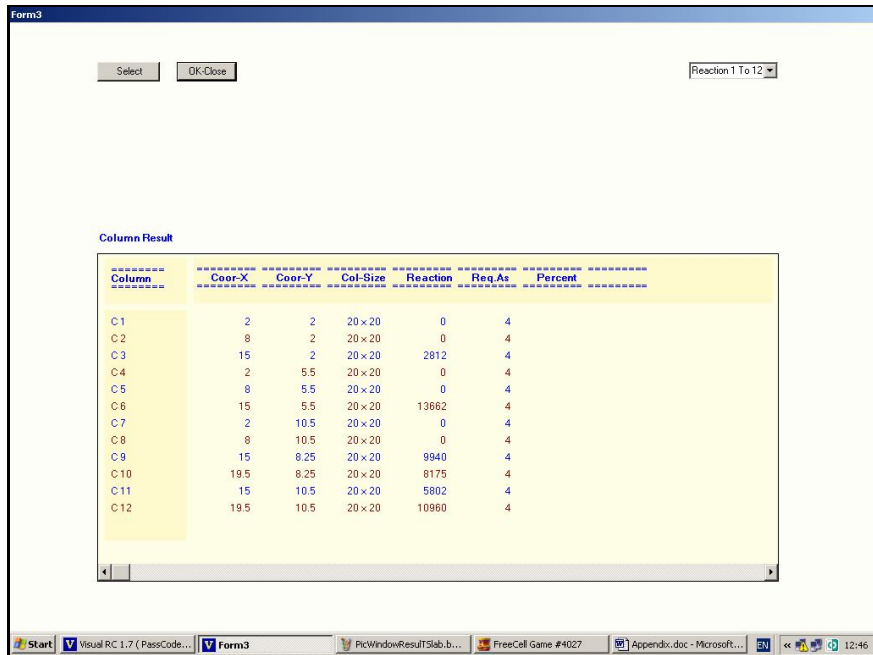 Form3
Select OK-Close Reaction 1 To 12
Column Result
======== ========= ========= ========= ========= ========= ========= =========
Column Coor-X Coor-Y Col-Size Reaction Req.As Percent
======== ========= ========= ========= ========= ========= ========= =========
C 1 2 2 20 × 20 0 4
C 2 8 2 20 × 20 0 4
C 3 15 2 20 × 20 2812 4
C 4 2 5.5 20 × 20 0 4
C 5 8 5.5 20 × 20 0 4
C 6 15 5.5 20 × 20 13662 4
C 7 2 10.5 20 × 20 0 4
C 8 8 10.5 20 × 20 0 4
C 9 15 8.25 20 × 20 9940 4
C 10 19.5 8.25 20 × 20 8175 4
C 11 15 10.5 20 × 20 5802 4
C 12 19.5 10.5 20 × 20 10960 4
Start Visual RC 1.7 ( PassCode... Form3 PicWindowResulTSlab.b... FreeCell Game #4027 Appendix.doc - Microsoft... EN « 12:46